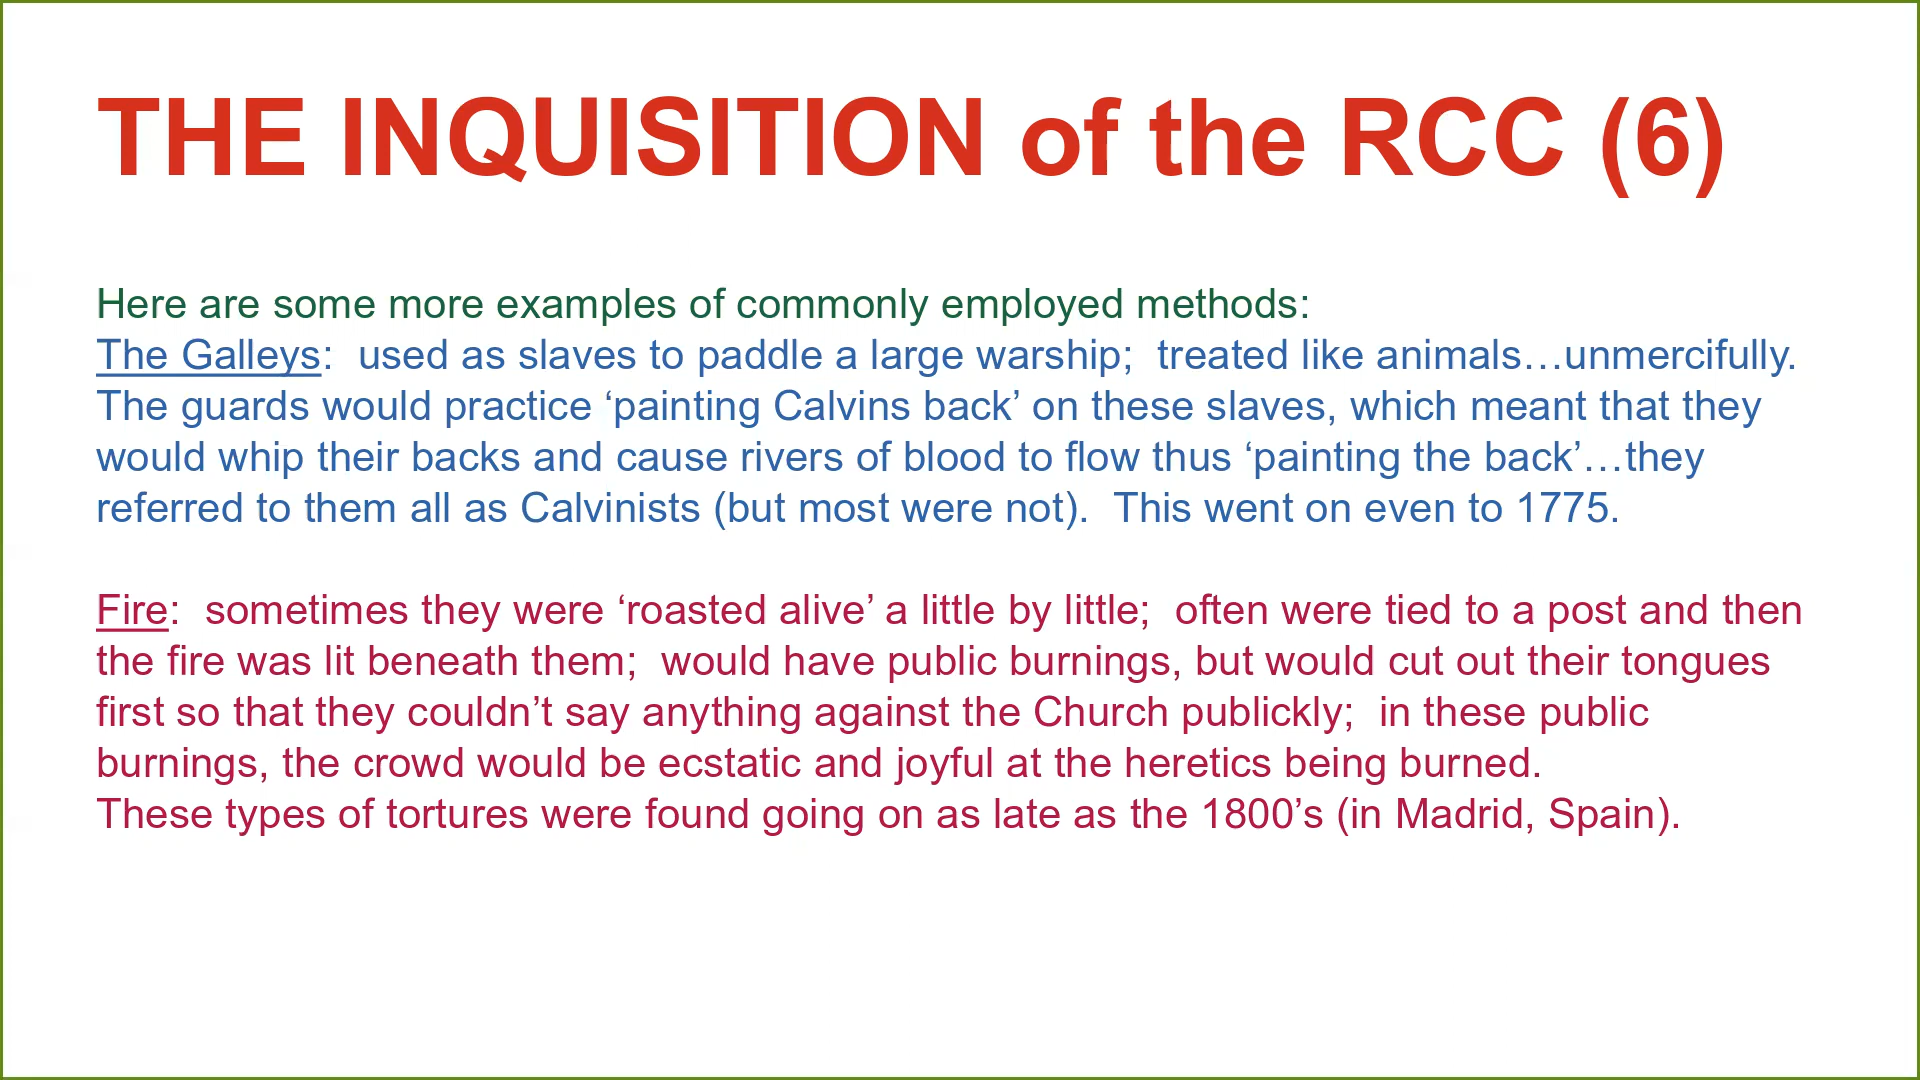 THE INQUISITION of the RCC (6)
Here are some more examples of commonly employed methods:
The Galleys:  used as slaves to paddle a large warship;  treated like animals…unmercifully.
The guards would practice ‘painting Calvins back’ on these slaves, which meant that they
would whip their backs and cause rivers of blood to flow thus ‘painting the back’…they
referred to them all as Calvinists (but most were not).  This went on even to 1775.
Fire:  sometimes they were ‘roasted alive’ a little by little;  often were tied to a post and then
the fire was lit beneath them;  would have public burnings, but would cut out their tongues
first so that they couldn’t say anything against the Church publickly;  in these public
burnings, the crowd would be ecstatic and joyful at the heretics being burned.
These types of tortures were found going on as late as the 1800’s (in Madrid, Spain).